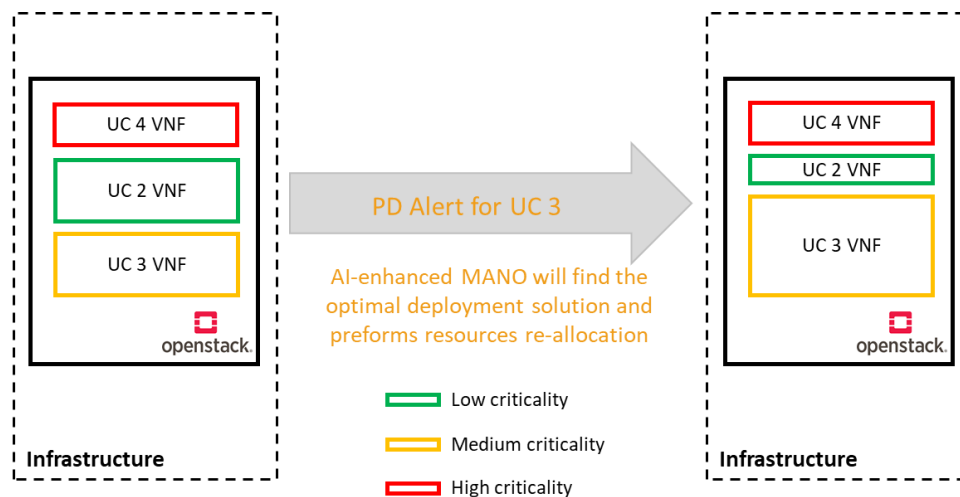 UC 4 VNF
UC 2 VNF
UC 3 VNF
openstack.
Infrastructure
PD Alert for UC 3
AI-enhanced MANO will find the
optimal deployment solution and
preforms resources re-allocation
Low criticality
Medium criticality
High criticality
UC 4 VNF
UC 2 VNF
UC 3 VNF
openstack.
Infrastructure